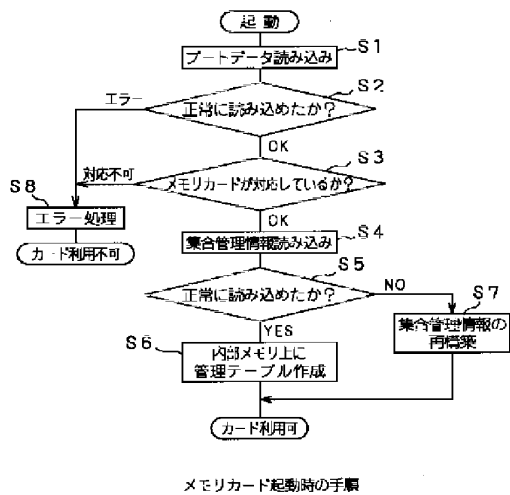 起動
S1
ブートデータ読み込み
S2
エラー
正常に読み込めたか?
OK
S3
対応不可
メモリカードが対応しているか?
S8
エラー処理
OK
S4
カード利用不可
集合管理情報読み込み
S5
正常に読み込めたか?
NO
S7
YES
集合管理情報の
再構築
S6
内部メモリ上に
管理テーブル作成
カード利用可
メモリカード起動時の手順